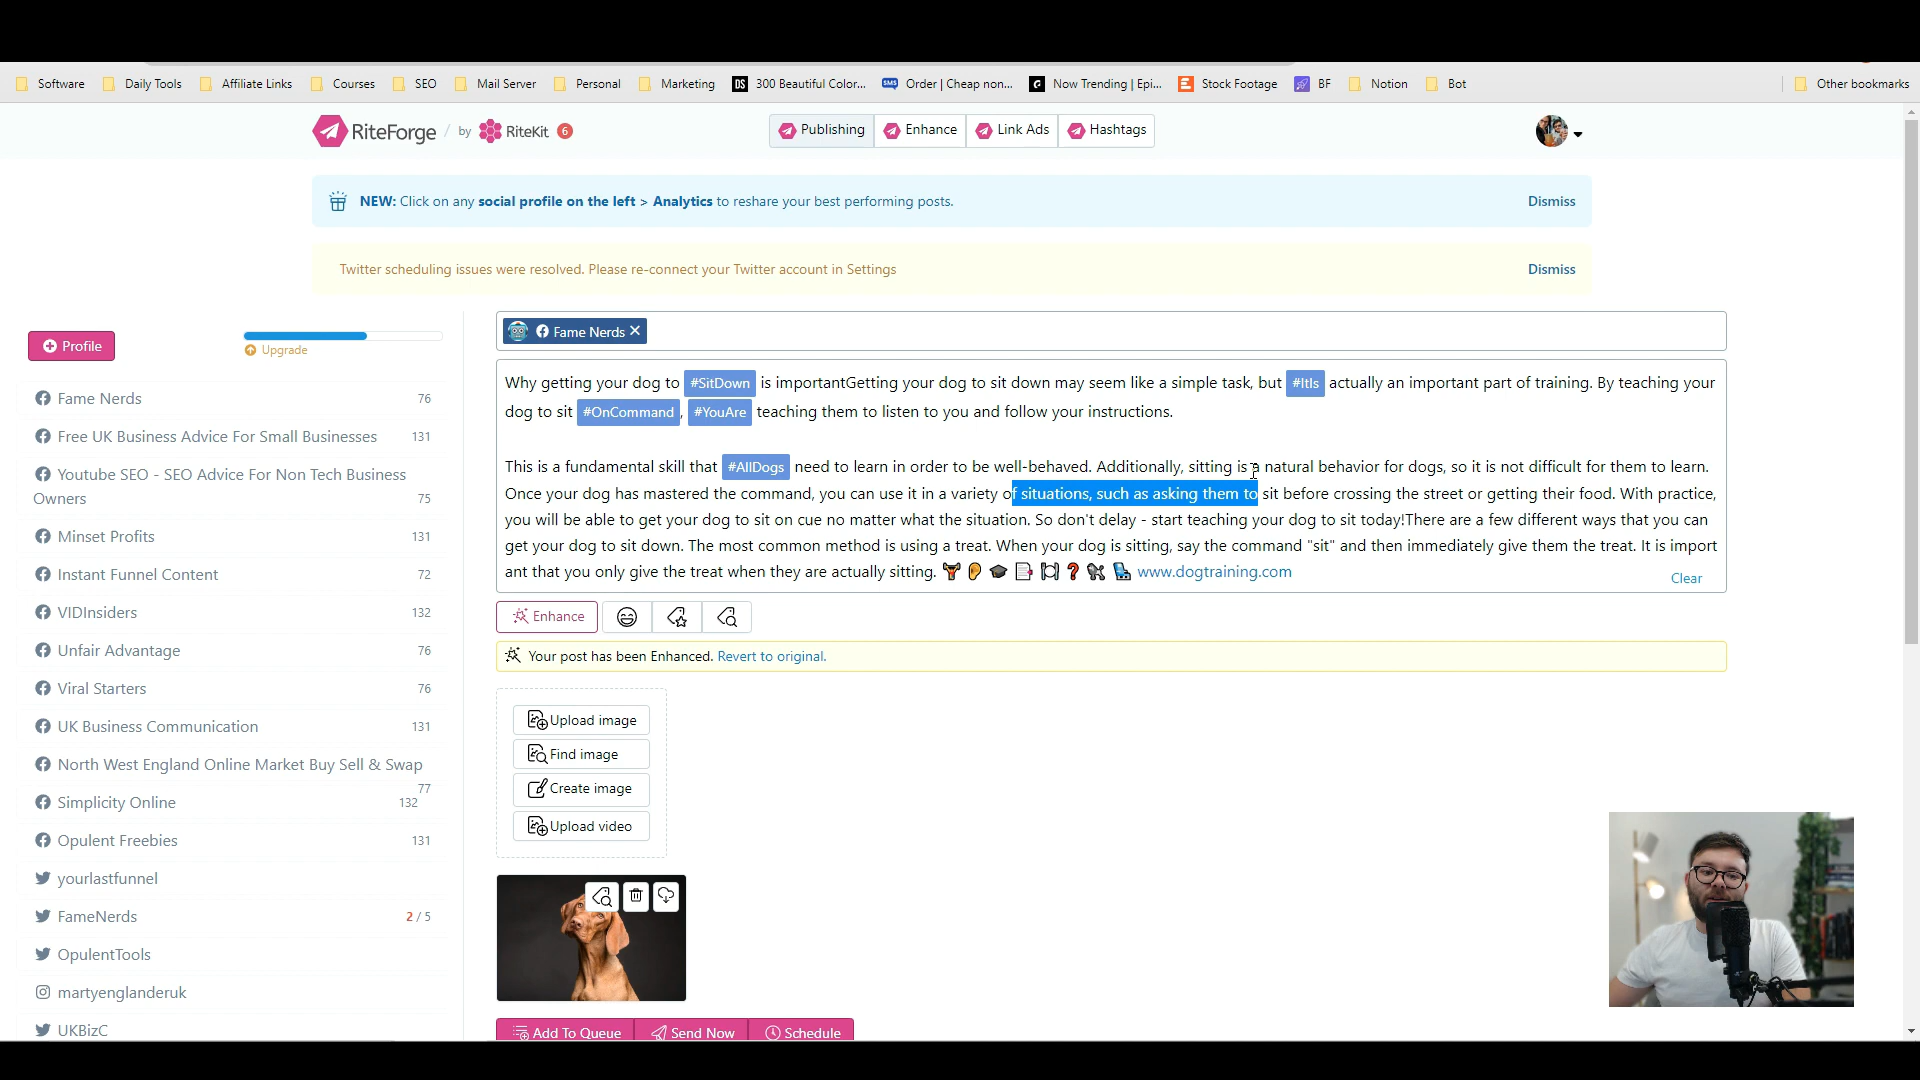 Software Daily Tools Affiliate Links Courses SEO Mail Server Personal Marketing DS 300 Beautiful Color... SMS Order | Cheap non... Now Trending | Epi... Stock Footage BF Notion Bot Other bookmarks
RiteForge / by RiteKit 6 Publishing Enhance Link Ads Hashtags
NEW: Click on any social profile on the left > Analytics to reshare your best performing posts. Dismiss
Twitter scheduling issues were resolved. Please re-connect your Twitter account in Settings Dismiss
Profile
Upgrade
Fame Nerds 76
Free UK Business Advice For Small Businesses 131
Youtube SEO - SEO Advice For Non Tech Business
Owners 75
Minset Profits 131
Instant Funnel Content 72
VIDInsiders 132
Unfair Advantage 76
Viral Starters 76
UK Business Communication 131
North West England Online Market Buy Sell & Swap
77
Simplicity Online 132
Opulent Freebies 131
yourlastfunnel
FameNerds 2 / 5
OpulentTools
martyenglanderuk
UKBizC
Fame Nerds ✕
Why getting your dog to #SitDown is importantGetting your dog to sit down may seem like a simple task, but #ItIs actually an important part of training. By teaching your
dog to sit #OnCommand , #YouAre teaching them to listen to you and follow your instructions.
This is a fundamental skill that #AllDogs need to learn in order to be well-behaved. Additionally, sitting is a natural behavior for dogs, so it is not difficult for them to learn.
Once your dog has mastered the command, you can use it in a variety of situations, such as asking them to sit before crossing the street or getting their food. With practice,
you will be able to get your dog to sit on cue no matter what the situation. So don't delay - start teaching your dog to sit today!There are a few different ways that you can
get your dog to sit down. The most common method is using a treat. When your dog is sitting, say the command "sit" and then immediately give them the treat. It is import
ant that you only give the treat when they are actually sitting. www.dogtraining.com
Clear
Enhance
Your post has been Enhanced. Revert to original.
Upload image
Find image
Create image
Upload video
Add To Queue Send Now Schedule